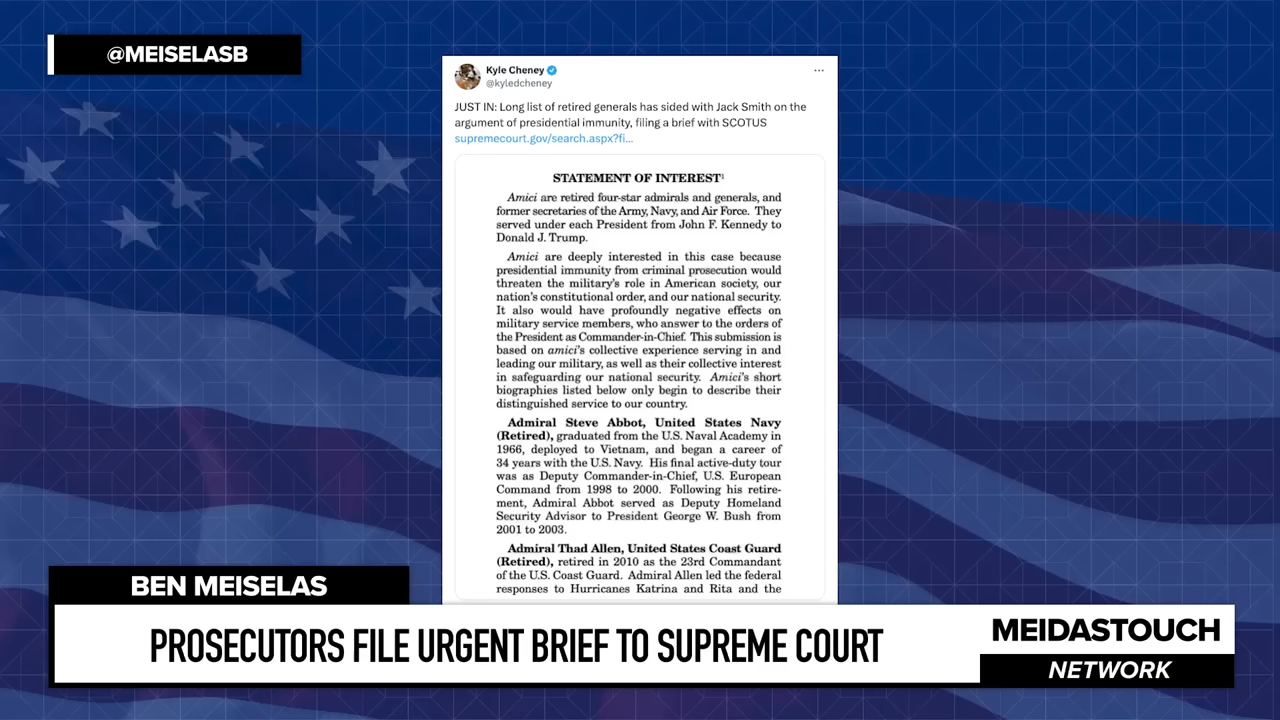 @MEISELASB
Kyle Cheney
@kyledcheney
JUST IN: Long list of retired generals has sided with Jack Smith on the
argument of presidential immunity, filing a brief with SCOTUS
supremecourt.gov/search.aspx?fi...
STATEMENT OF INTEREST¹
Amici are retired four-star admirals and generals, and
former secretaries of the Army, Navy, and Air Force. They
served under each President from John F. Kennedy to
Donald J. Trump.
Amici are deeply interested in this case because
presidential immunity from criminal prosecution would
threaten the military's role in American society, our
nation's constitutional order, and our national security.
It also would have profoundly negative effects on
military service members, who answer to the orders of
the President as Commander-in-Chief. This submission is
based on amici's collective experience serving in and
leading our military, as well as their collective interest
in safeguarding our national security. Amici's short
biographies listed below only begin to describe their
distinguished service to our country.
Admiral Steve Abbot, United States Navy
(Retired), graduated from the U.S. Naval Academy in
1966, deployed to Vietnam, and began a career of
34 years with the U.S. Navy. His final active-duty tour
was as Deputy Commander-in-Chief, U.S. European
Command from 1998 to 2000. Following his retire-
ment, Admiral Abbot served as Deputy Homeland
Security Advisor to President George W. Bush from
2001 to 2003.
Admiral Thad Allen, United States Coast Guard
(Retired), retired in 2010 as the 23rd Commandant
of the U.S. Coast Guard. Admiral Allen led the federal
responses to Hurricanes Katrina and Rita and the
BEN MEISELAS
PROSECUTORS FILE URGENT BRIEF TO SUPREME COURT
MEIDASTOUCH
NETWORK